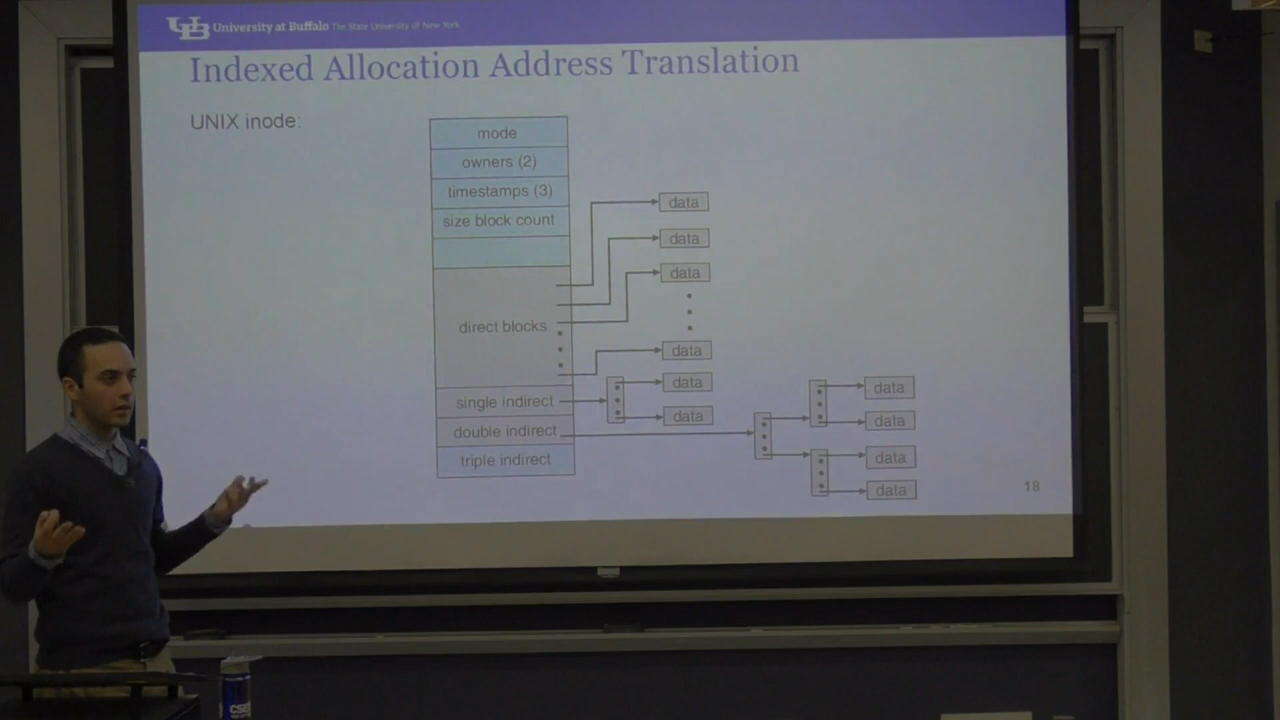 UB University at Buffalo The State University of New York
Indexed Allocation Address Translation
UNIX inode:
mode
owners (2)
timestamps (3)
size block count
data
data
data
direct blocks
data
data
single indirect
data
double indirect
triple indirect
data
data
data
data
18
CSE